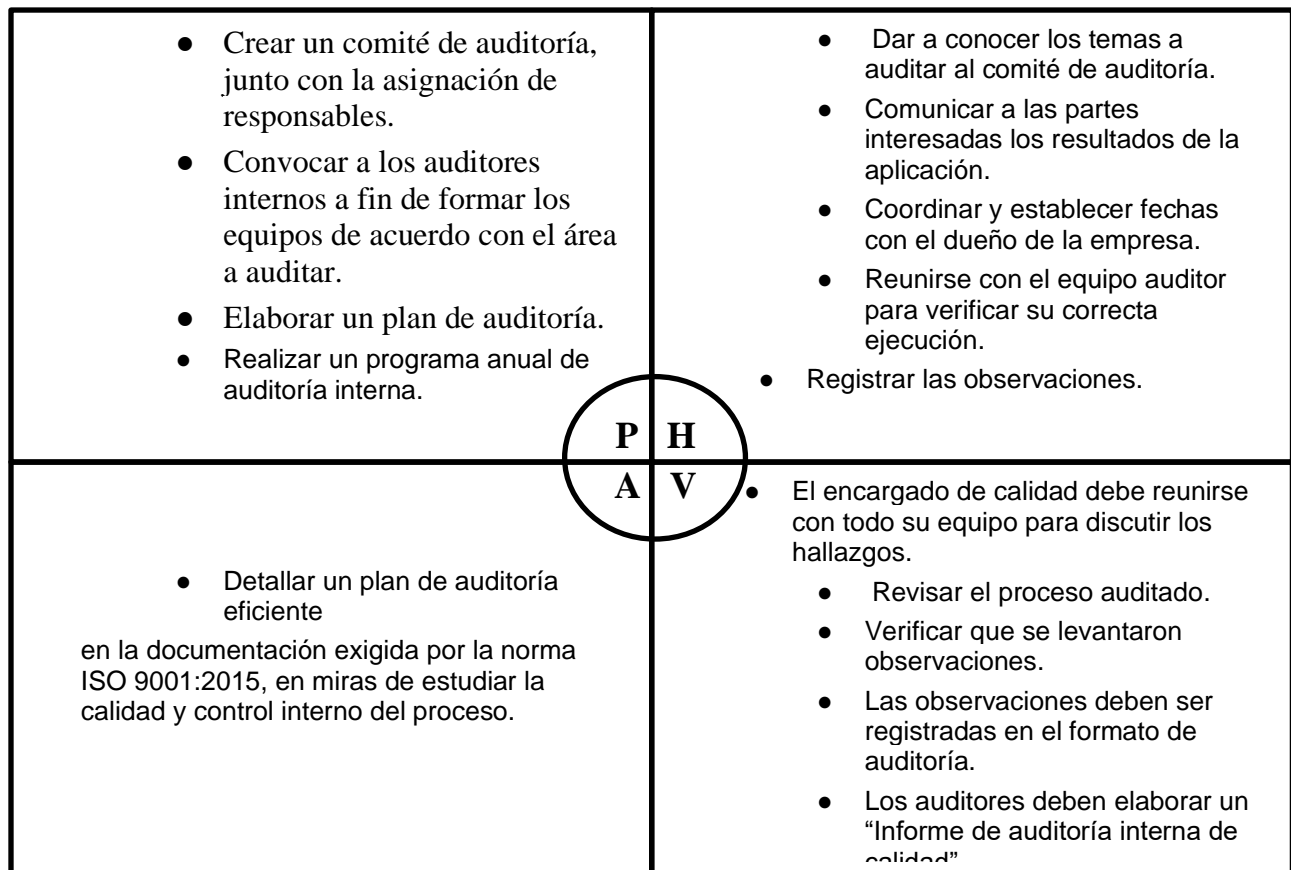 ● Crear un comité de auditoría,
junto con la asignación de
responsables.
● Convocar a los auditores
internos a fin de formar los
equipos de acuerdo con el área
a auditar.
● Elaborar un plan de auditoría.
● Realizar un programa anual de
auditoría interna.
● Dar a conocer los temas a
auditar al comité de auditoría.
● Comunicar a las partes
interesadas los resultados de la
aplicación.
● Coordinar y establecer fechas
con el dueño de la empresa.
● Reunirse con el equipo auditor
para verificar su correcta
ejecución.
● Registrar las observaciones.
P H
A V
● Detallar un plan de auditoría
eficiente
en la documentación exigida por la norma
ISO 9001:2015, en miras de estudiar la
calidad y control interno del proceso.
● El encargado de calidad debe reunirse
con todo su equipo para discutir los
hallazgos.
● Revisar el proceso auditado.
● Verificar que se levantaron
observaciones.
● Las observaciones deben ser
registradas en el formato de
auditoría.
● Los auditores deben elaborar un
“Informe de auditoría interna de
calidad”